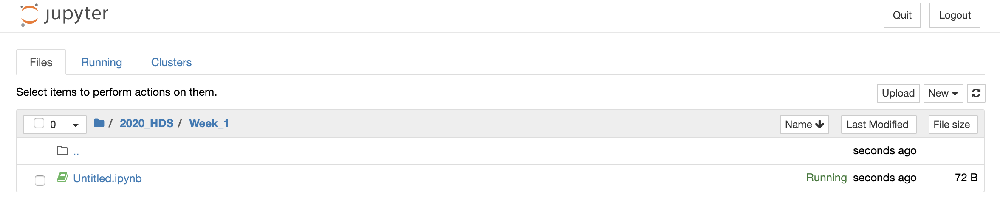 jupyter
Quit Logout
Files Running Clusters
Select items to perform actions on them.
Upload New
0 / 2020_HDS / Week_1 Name Last Modified File size
.. seconds ago
Untitled.ipynb Running seconds ago 72 B